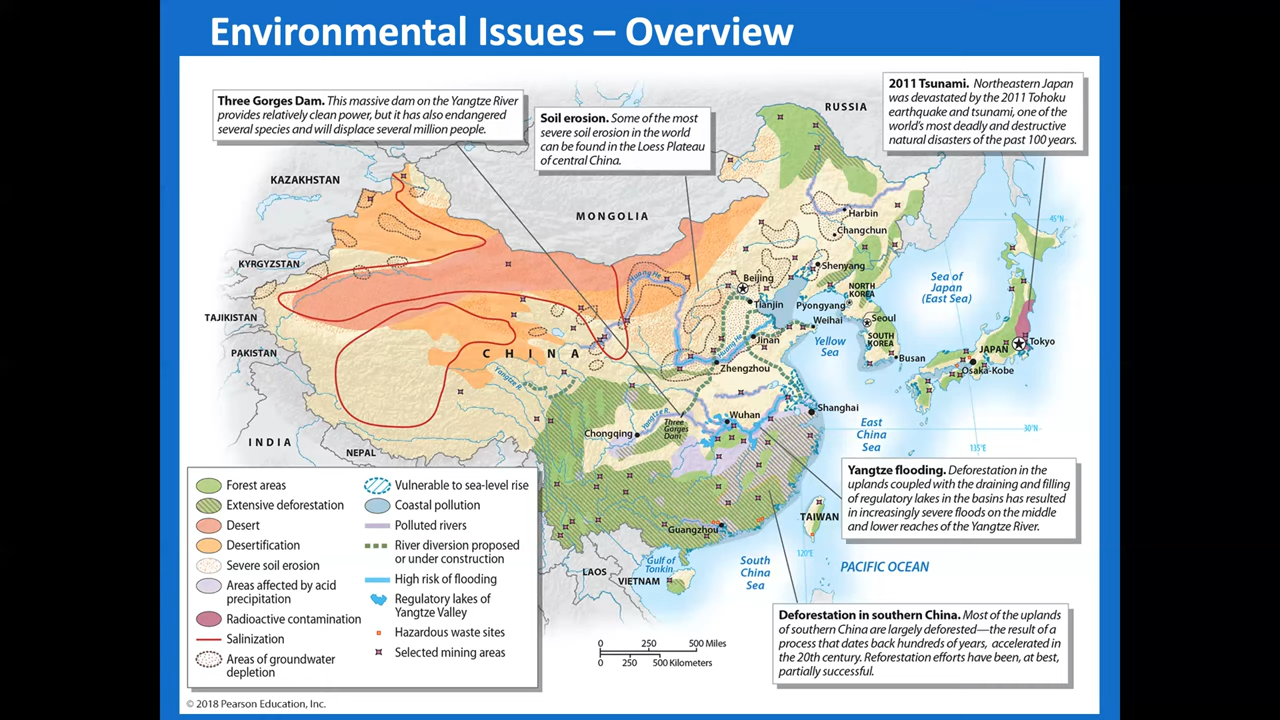 Environmental Issues – Overview
Three Gorges Dam. This massive dam on the Yangtze River
provides relatively clean power, but it has also endangered
several species and will displace several million people.
Soil erosion. Some of the most
severe soil erosion in the world
can be found in the Loess Plateau
of central China.
2011 Tsunami. Northeastern Japan
was devastated by the 2011 Tohoku
earthquake and tsunami, one of the
world's most deadly and destructive
natural disasters of the past 100 years.
RUSSIA
KAZAKHSTAN
MONGOLIA
Harbin
45°N
Changchun
KYRGYZSTAN
Shenyang
Huang He
Beijing
Sea of
Japan
(East Sea)
NORTH
KOREA
TAJIKISTAN
Tianjin
Pyongyang
Seoul
Weihai
SOUTH
KOREA
PAKISTAN
CHINA
Huang He
Jinan
Yellow
Sea
JAPAN
Tokyo
Busan
Zhengzhou
Osaka-Kobe
Yangtze R.
Shanghai
Wuhan
Yangtze R.
Three
Gorges
Dam
Chongqing
East
China
Sea
30°N
135°E
INDIA
NEPAL
Yangtze flooding. Deforestation in the
uplands coupled with the draining and filling
of regulatory lakes in the basins has resulted
in increasingly severe floods on the middle
and lower reaches of the Yangtze River.
TAIWAN
Guangzhou
120°E
LAOS
VIETNAM
Gulf of
Tonkin
South
China
Sea
PACIFIC OCEAN
Forest areas
Extensive deforestation
Desert
Desertification
Severe soil erosion
Areas affected by acid
precipitation
Radioactive contamination
Salinization
Areas of groundwater
depletion
Vulnerable to sea-level rise
Coastal pollution
Polluted rivers
River diversion proposed
or under construction
High risk of flooding
Regulatory lakes of
Yangtze Valley
Hazardous waste sites
Selected mining areas
0 250 500 Miles
0 250 500 Kilometers
Deforestation in southern China. Most of the uplands
of southern China are largely deforested—the result of a
process that dates back hundreds of years, accelerated in
the 20th century. Reforestation efforts have been, at best,
partially successful.
© 2018 Pearson Education, Inc.